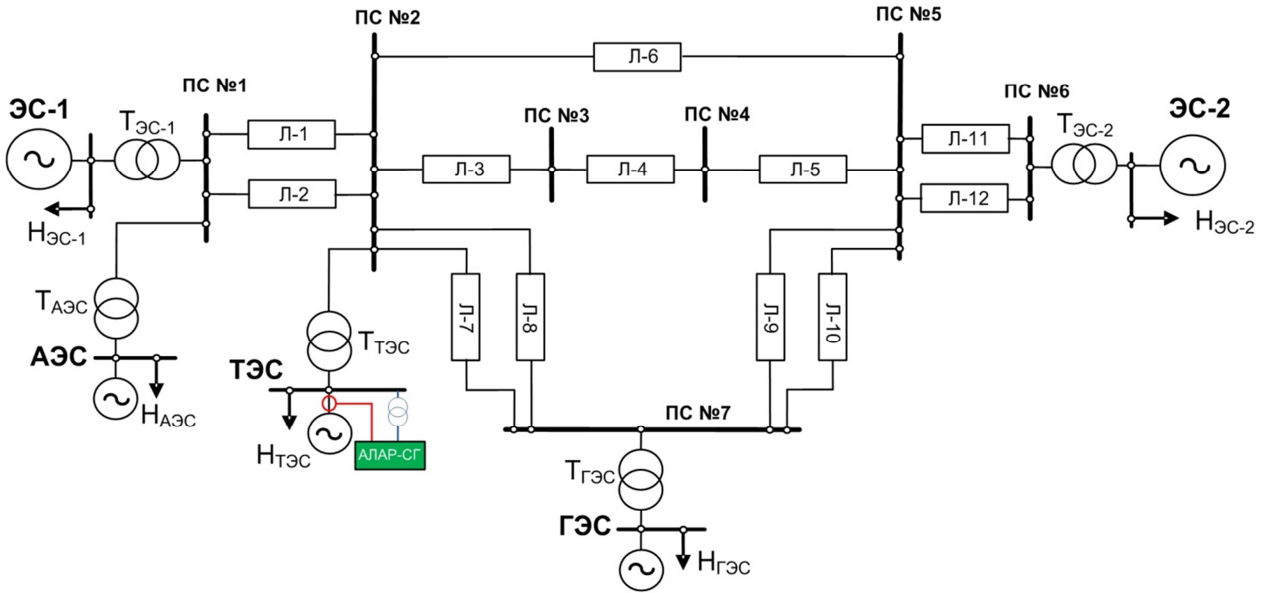 ПС №2
ПС №5
Л-6
ПС №1
ПС №6
ЭС-1
ТЭС-1
ПС №3
ПС №4
ТЭС-2
ЭС-2
Л-1
Л-11
Л-3
Л-4
Л-5
Л-2
Л-12
НЭС-1
НЭС-2
ТАЭС
Л-7
Л-8
Л-9
Л-10
ТТЭС
АЭС
ТЭС
НАЭС
ПС №7
НТЭС
АЛАР-СГ
ТГЭС
ГЭС
НГЭС